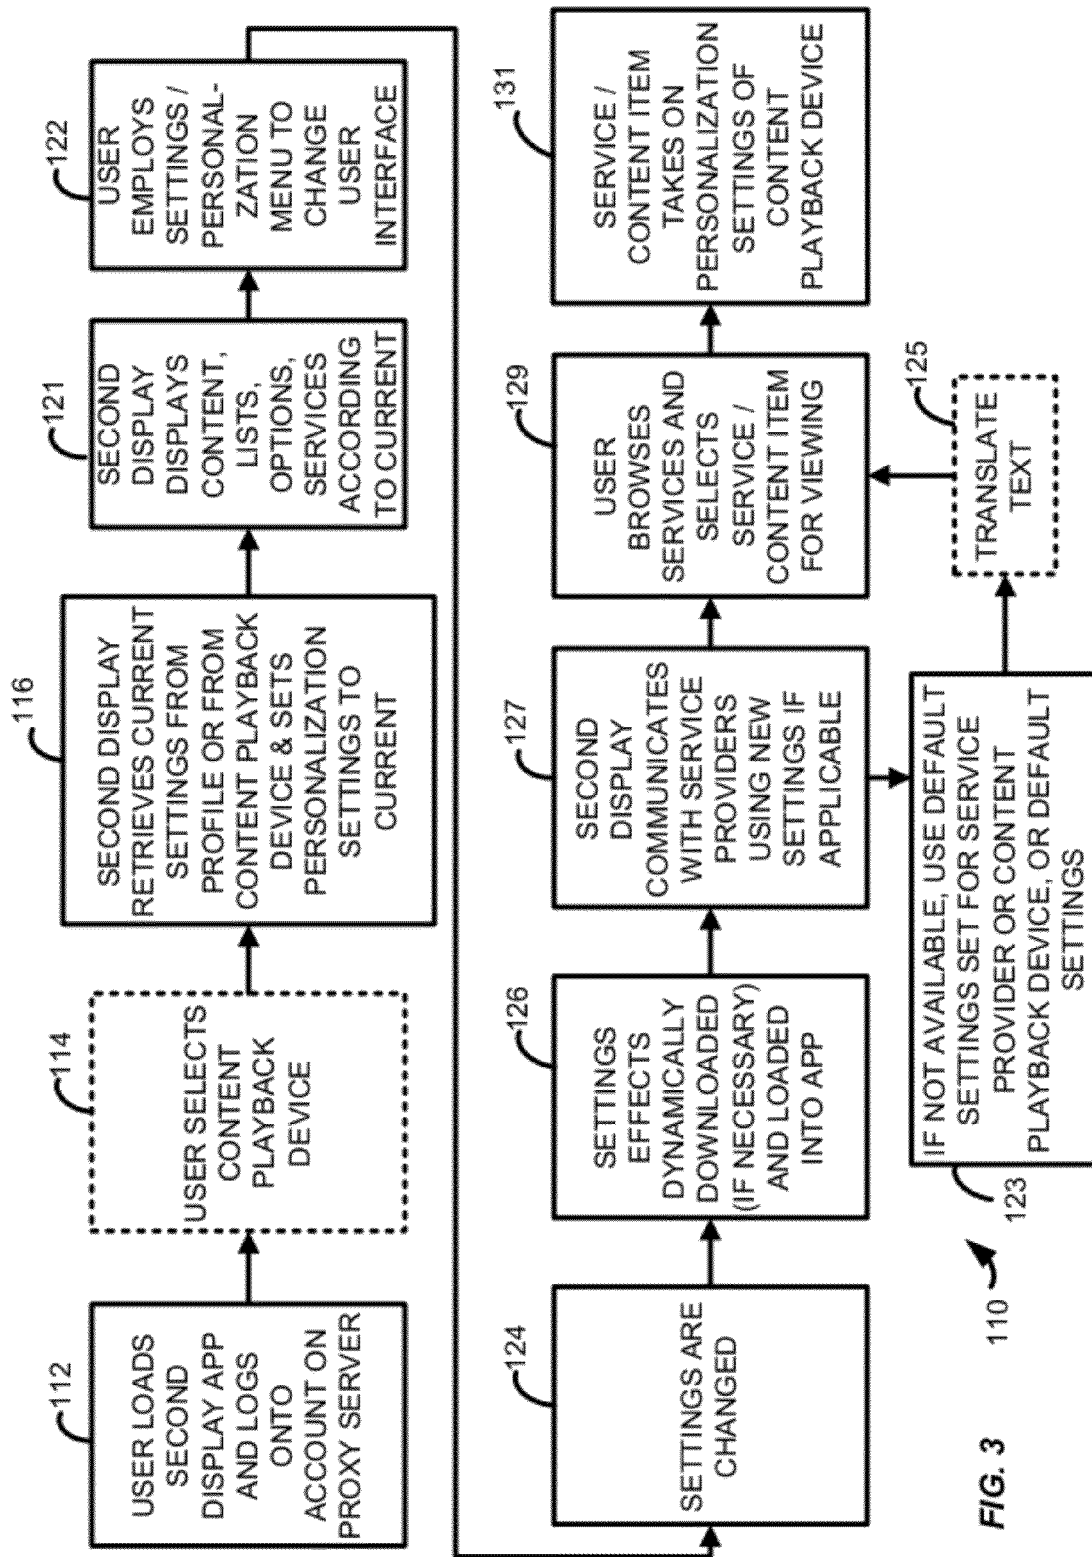 112
USER LOADS
SECOND
DISPLAY APP
AND LOGS
ONTO
ACCOUNT ON
PROXY SERVER
114
USER SELECTS
CONTENT
PLAYBACK
DEVICE
116
SECOND DISPLAY
RETRIEVES CURRENT
SETTINGS FROM
PROFILE OR FROM
CONTENT PLAYBACK
DEVICE & SETS
PERSONALIZATION
SETTINGS TO
CURRENT
121
SECOND
DISPLAY
DISPLAYS
CONTENT,
LISTS,
OPTIONS,
SERVICES
ACCORDING
TO CURRENT
122
USER
EMPLOYS
SETTINGS /
PERSONAL-
ZATION
MENU TO
CHANGE
USER
INTERFACE
124
SETTINGS ARE
CHANGED
126
SETTINGS
EFFECTS
DYNAMICALLY
DOWNLOADED
(IF NECESSARY)
AND LOADED
INTO APP
127
SECOND
DISPLAY
COMMUNICATES
WITH SERVICE
PROVIDERS
USING NEW
SETTINGS IF
APPLICABLE
129
USER
BROWSES
SERVICES AND
SELECTS
SERVICE /
CONTENT ITEM
FOR VIEWING
131
SERVICE /
CONTENT ITEM
TAKES ON
PERSONALIZATION
SETTINGS OF
CONTENT
PLAYBACK DEVICE
123
IF NOT AVAILABLE, USE DEFAULT
SETTINGS SET FOR SERVICE
PROVIDER OR CONTENT
PLAYBACK DEVICE, OR DEFAULT
SETTINGS
125
TRANSLATE
TEXT
110
FIG. 3